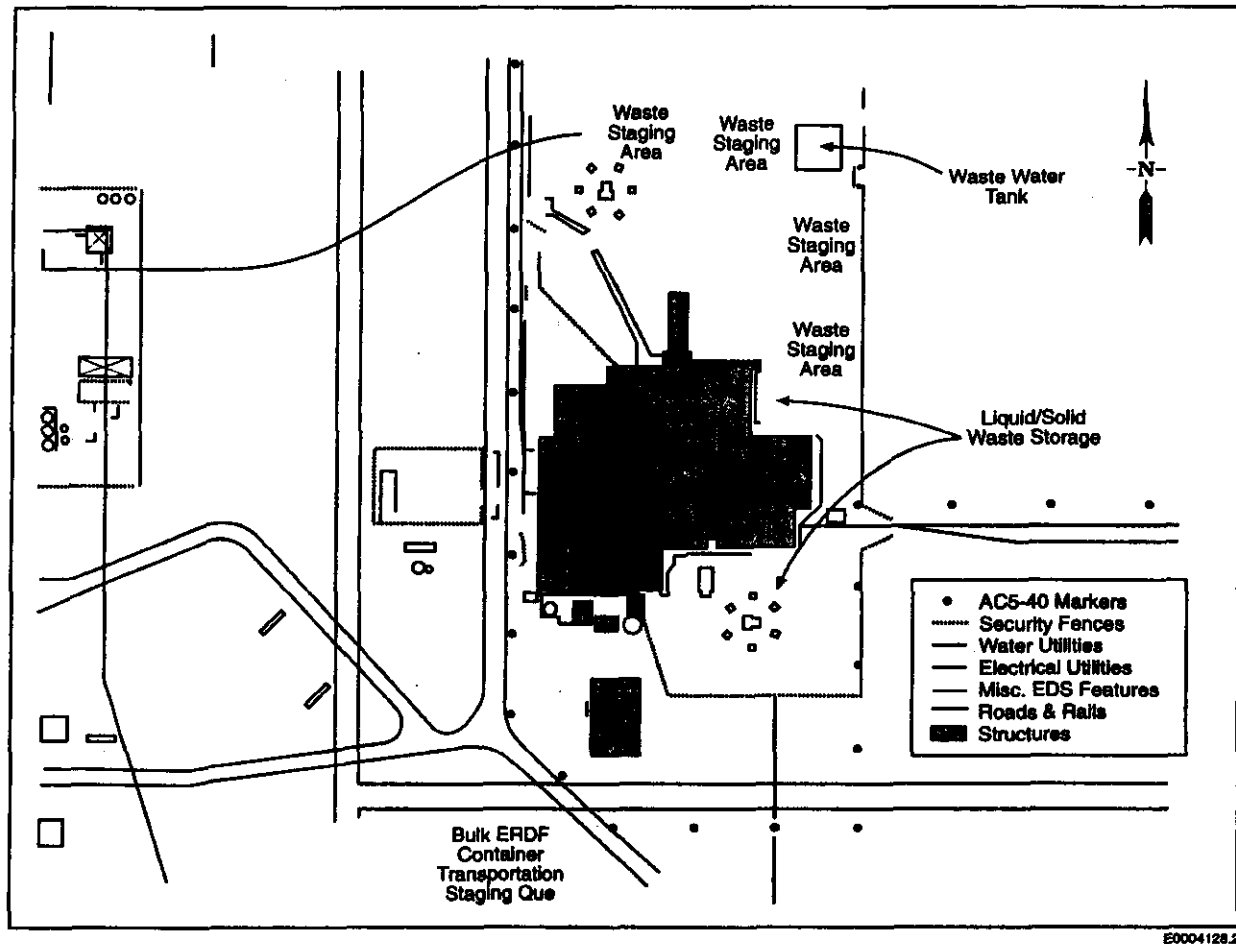 Waste
Staging
Area
Waste
Staging
Area
Waste Water
Tank
-N-
Waste
Staging
Area
Waste
Staging
Area
Liquid/Solid
Waste Storage
AC5-40 Markers
Security Fences
Water Utilities
Electrical Utilities
Misc. EDS Features
Roads & Rails
Structures
Bulk ERDF
Container
Transportation
Staging Que
E0004128.2